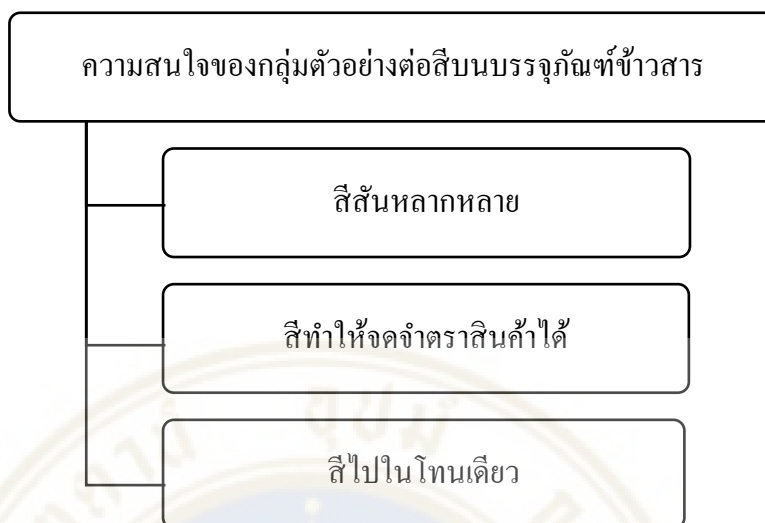 ความสนใจของกลุ่มตัวอย่างต่อสีบนบรรจุภัณฑ์ข้าวสาร
สีสันหลากหลาย
สีทำให้จดจำตราสินค้าได้
สีไปในโทนเดียว